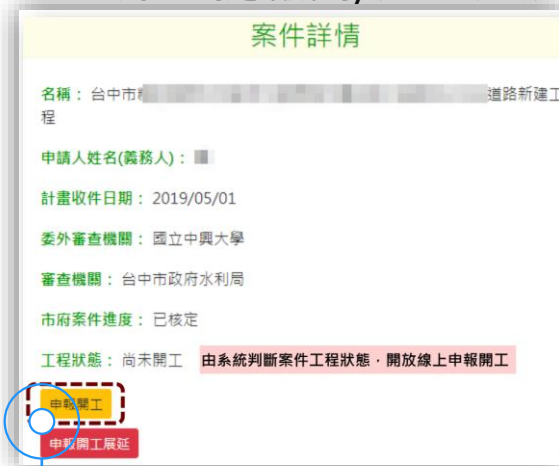 案件詳情
名稱：台中市 道路新建工
程
申請人姓名(義務人)：
計畫收件日期：2019/05/01
委外審查機關：國立中興大學
審查機關：台中市政府水利局
市府案件進度：已核定
工程狀態：尚未開工 由系統判斷案件工程狀態，開放線上申報開工
申報開工
申報開工展延